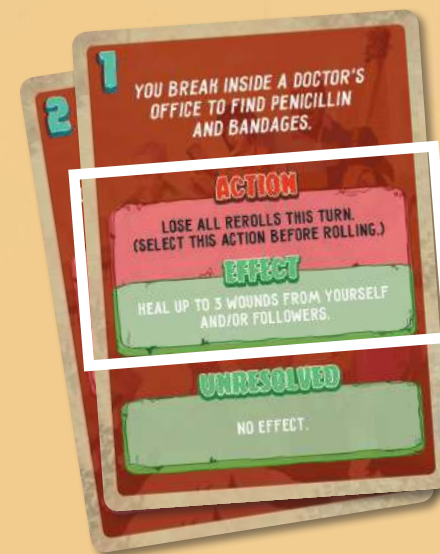 2
1
YOU BREAK INSIDE A DOCTOR'S
OFFICE TO FIND PENICILLIN
AND BANDAGES.
ACTION
LOSE ALL REROLLS THIS TURN.
(SELECT THIS ACTION BEFORE ROLLING.)
EFFECT
HEAL UP TO 3 WOUNDS FROM YOURSELF
AND/OR FOLLOWERS.
UNRESOLVED
NO EFFECT.